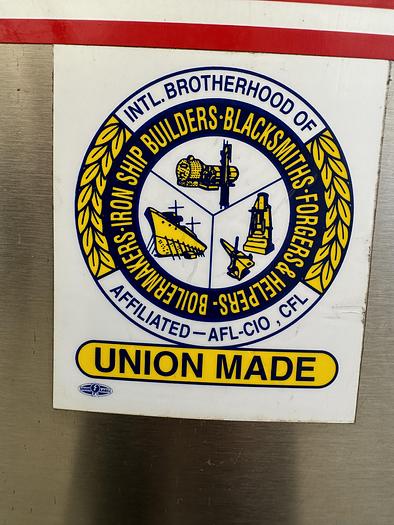 INTL. BROTHERHOOD OF
BOILERMAKERS·IRON SHIP BUILDERS·BLACKSMITHS·FORGERS & HELPERS·
AFFILIATED—AFL-CIO, CFL
UNION MADE